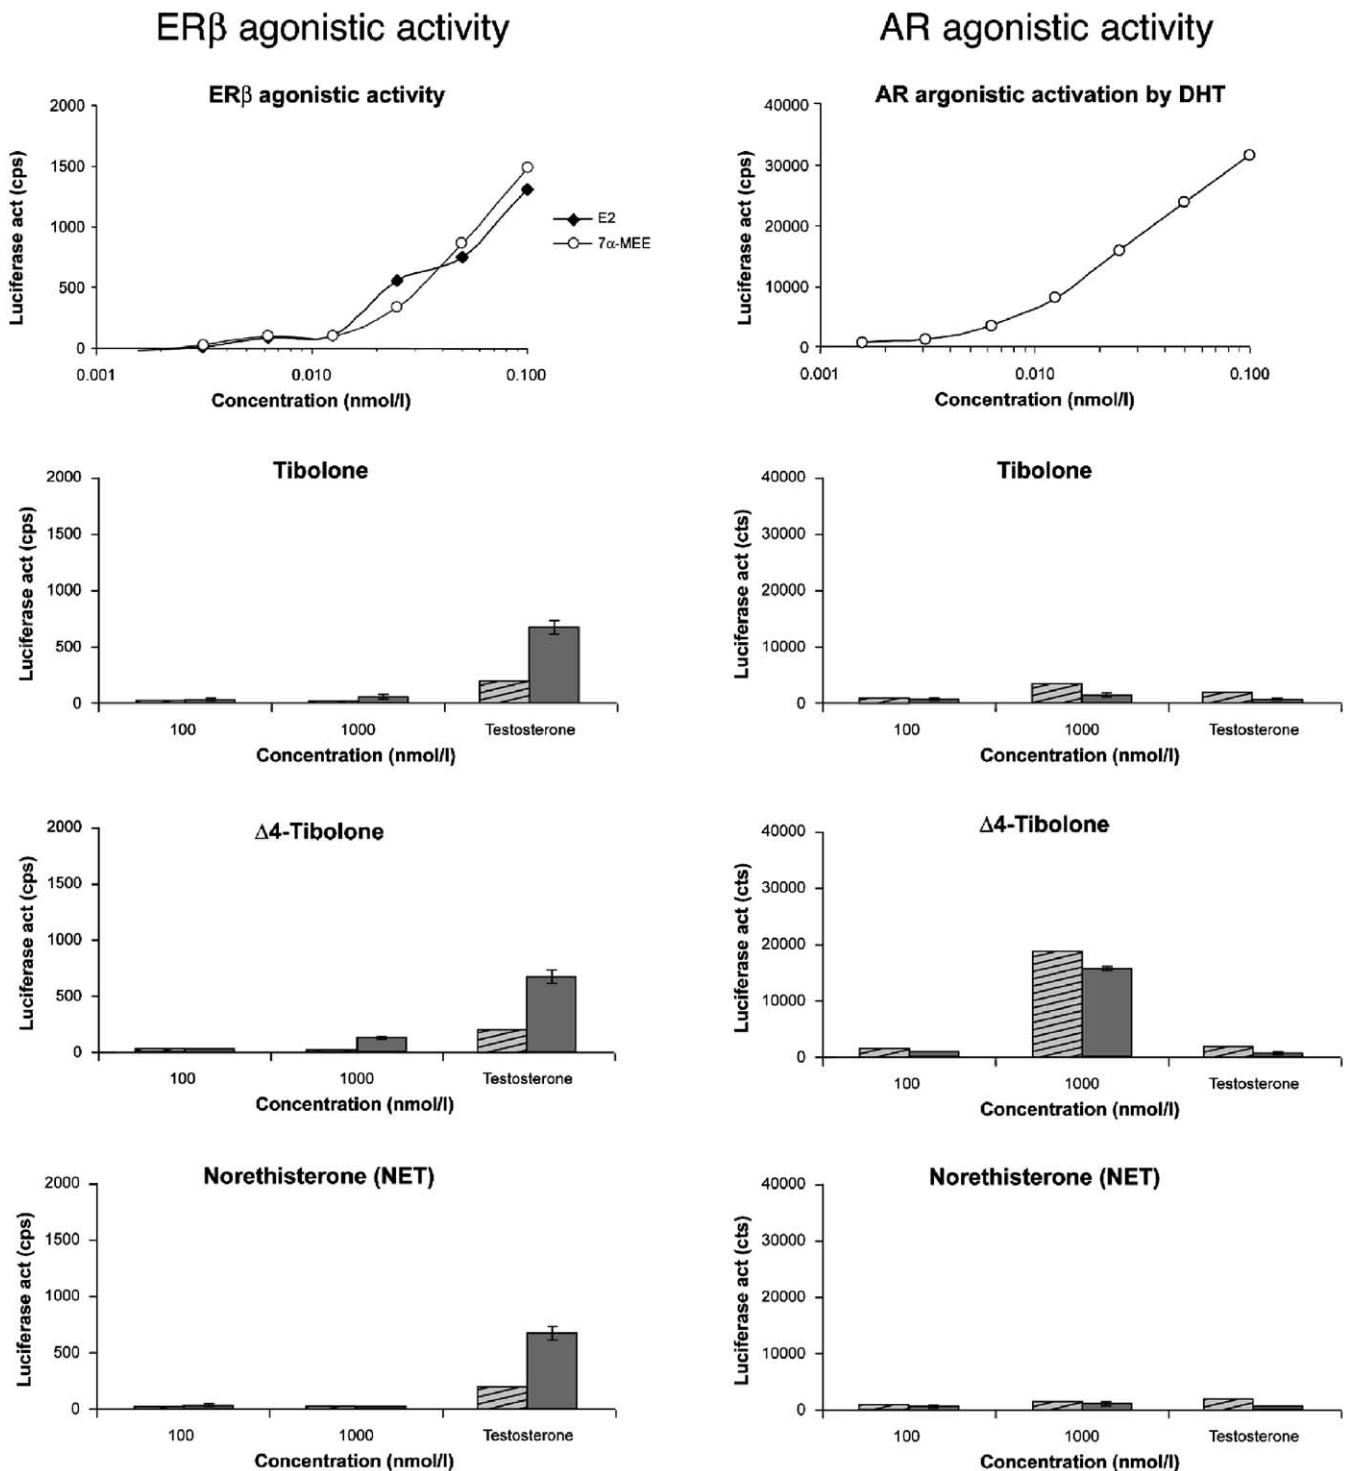 ERβ agonistic activity
AR agonistic activity
ERβ agonistic activity
Luciferase act (cps)
2000
1500
1000
500
0
0.001
0.010
0.100
Concentration (nmol/l)
E2
7α-MEE
AR argonistic activation by DHT
Luciferase act (cps)
40000
30000
20000
10000
0
0.001
0.010
0.100
Concentration (nmol/l)
Tibolone
Luciferase act (cps)
2000
1500
1000
500
0
100
1000
Testosterone
Concentration (nmol/l)
Tibolone
Luciferase act (cts)
40000
30000
20000
10000
0
100
1000
Testosterone
Concentration (nmol/l)
Δ4-Tibolone
Luciferase act (cps)
2000
1500
1000
500
0
100
1000
Testosterone
Concentration (nmol/l)
Δ4-Tibolone
Luciferase act (cts)
40000
30000
20000
10000
0
100
1000
Testosterone
Concentration (nmol/l)
Norethisterone (NET)
Luciferase act (cps)
2000
1500
1000
500
0
100
1000
Testosterone
Concentration (nmol/l)
Norethisterone (NET)
Luciferase act (cts)
40000
30000
20000
10000
0
100
1000
Testosterone
Concentration (nmol/l)